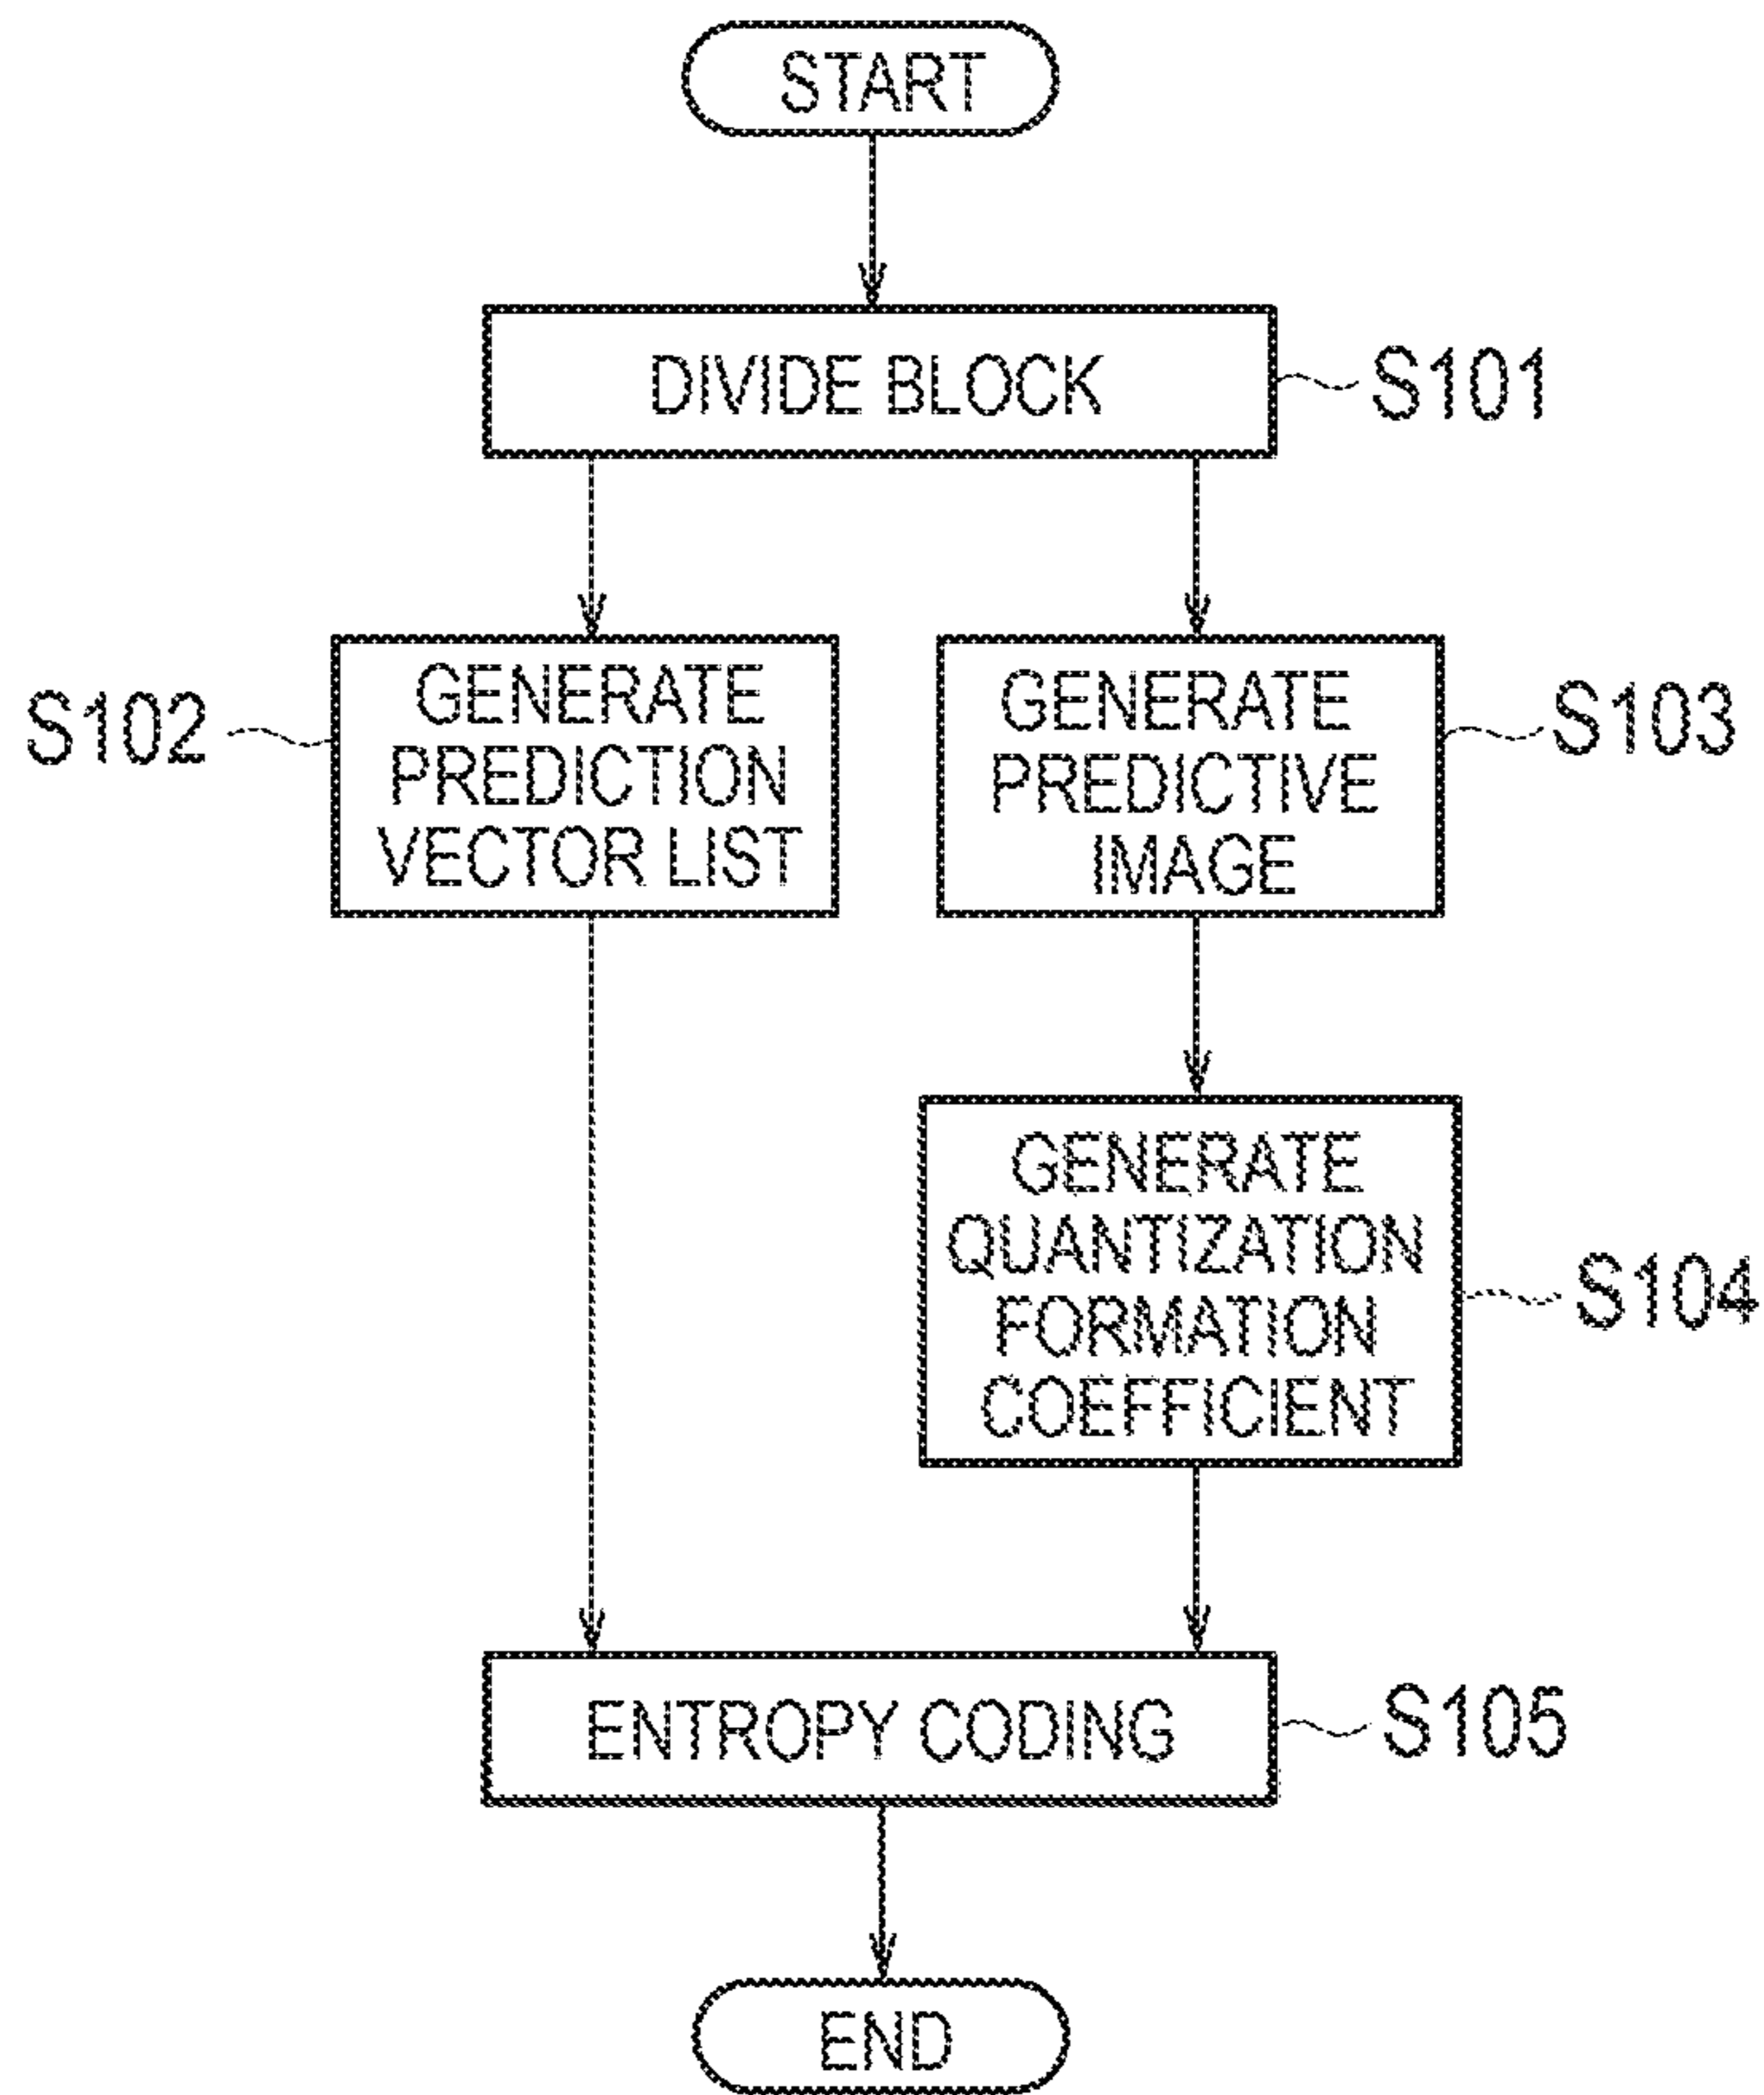 START
DIVIDE BLOCK
S101
S102
GENERATE
PREDICTION
VECTOR LIST
GENERATE
PREDICTIVE
IMAGE
S103
GENERATE
QUANTIZATION
FORMATION
COEFFICIENT
S104
ENTROPY CODING
S105
END